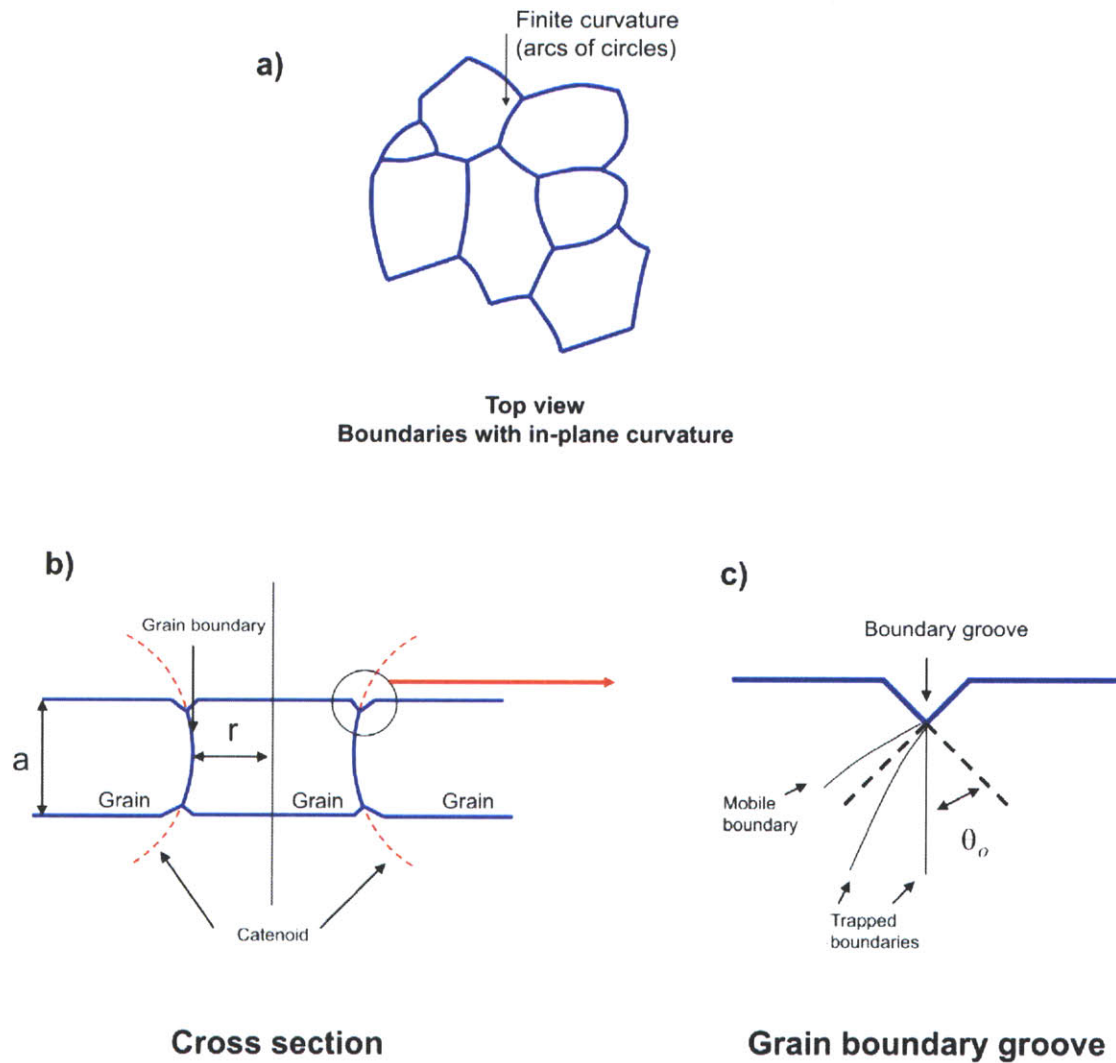 a)
Finite curvature
(arcs of circles)
Top view
Boundaries with in-plane curvature
b)
Grain boundary
r
a
Grain
Grain
Grain
Catenoid
Cross section
c)
Boundary groove
Mobile
boundary
θo
Trapped
boundaries
Grain boundary groove